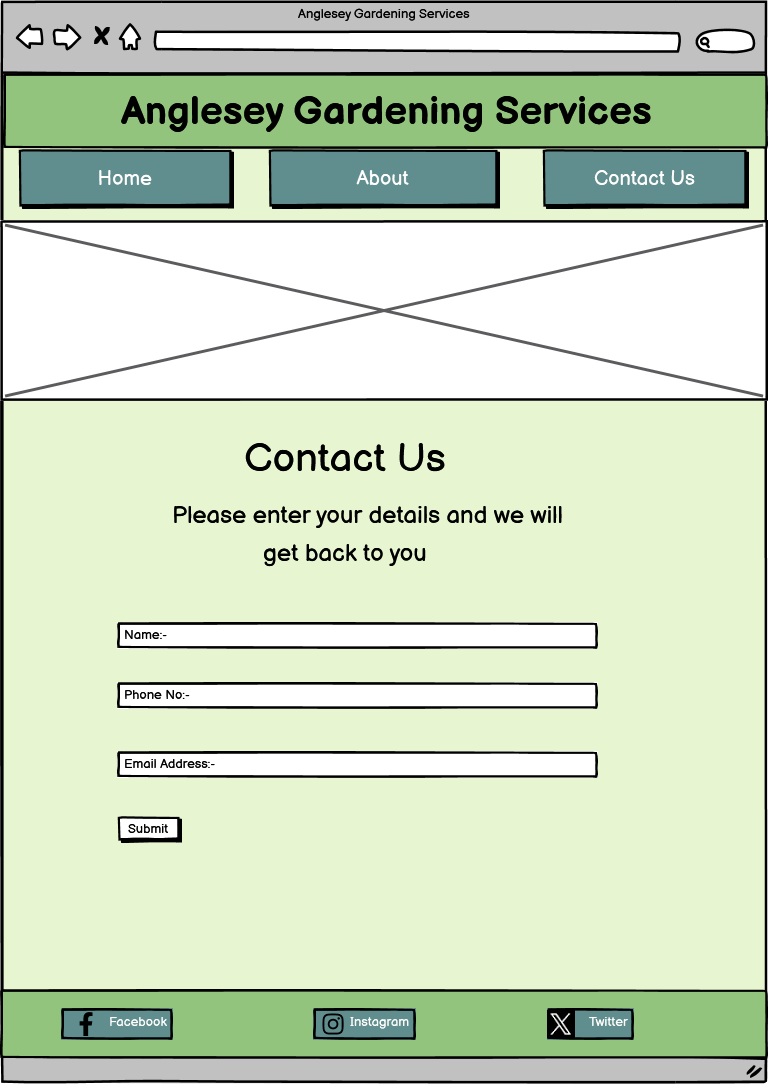 Anglesey Gardening Services
Anglesey Gardening Services
Home About Contact Us
Contact Us
Please enter your details and we will
get back to you
Name:-
Phone No:-
Email Address:-
Submit
Facebook Instagram Twitter